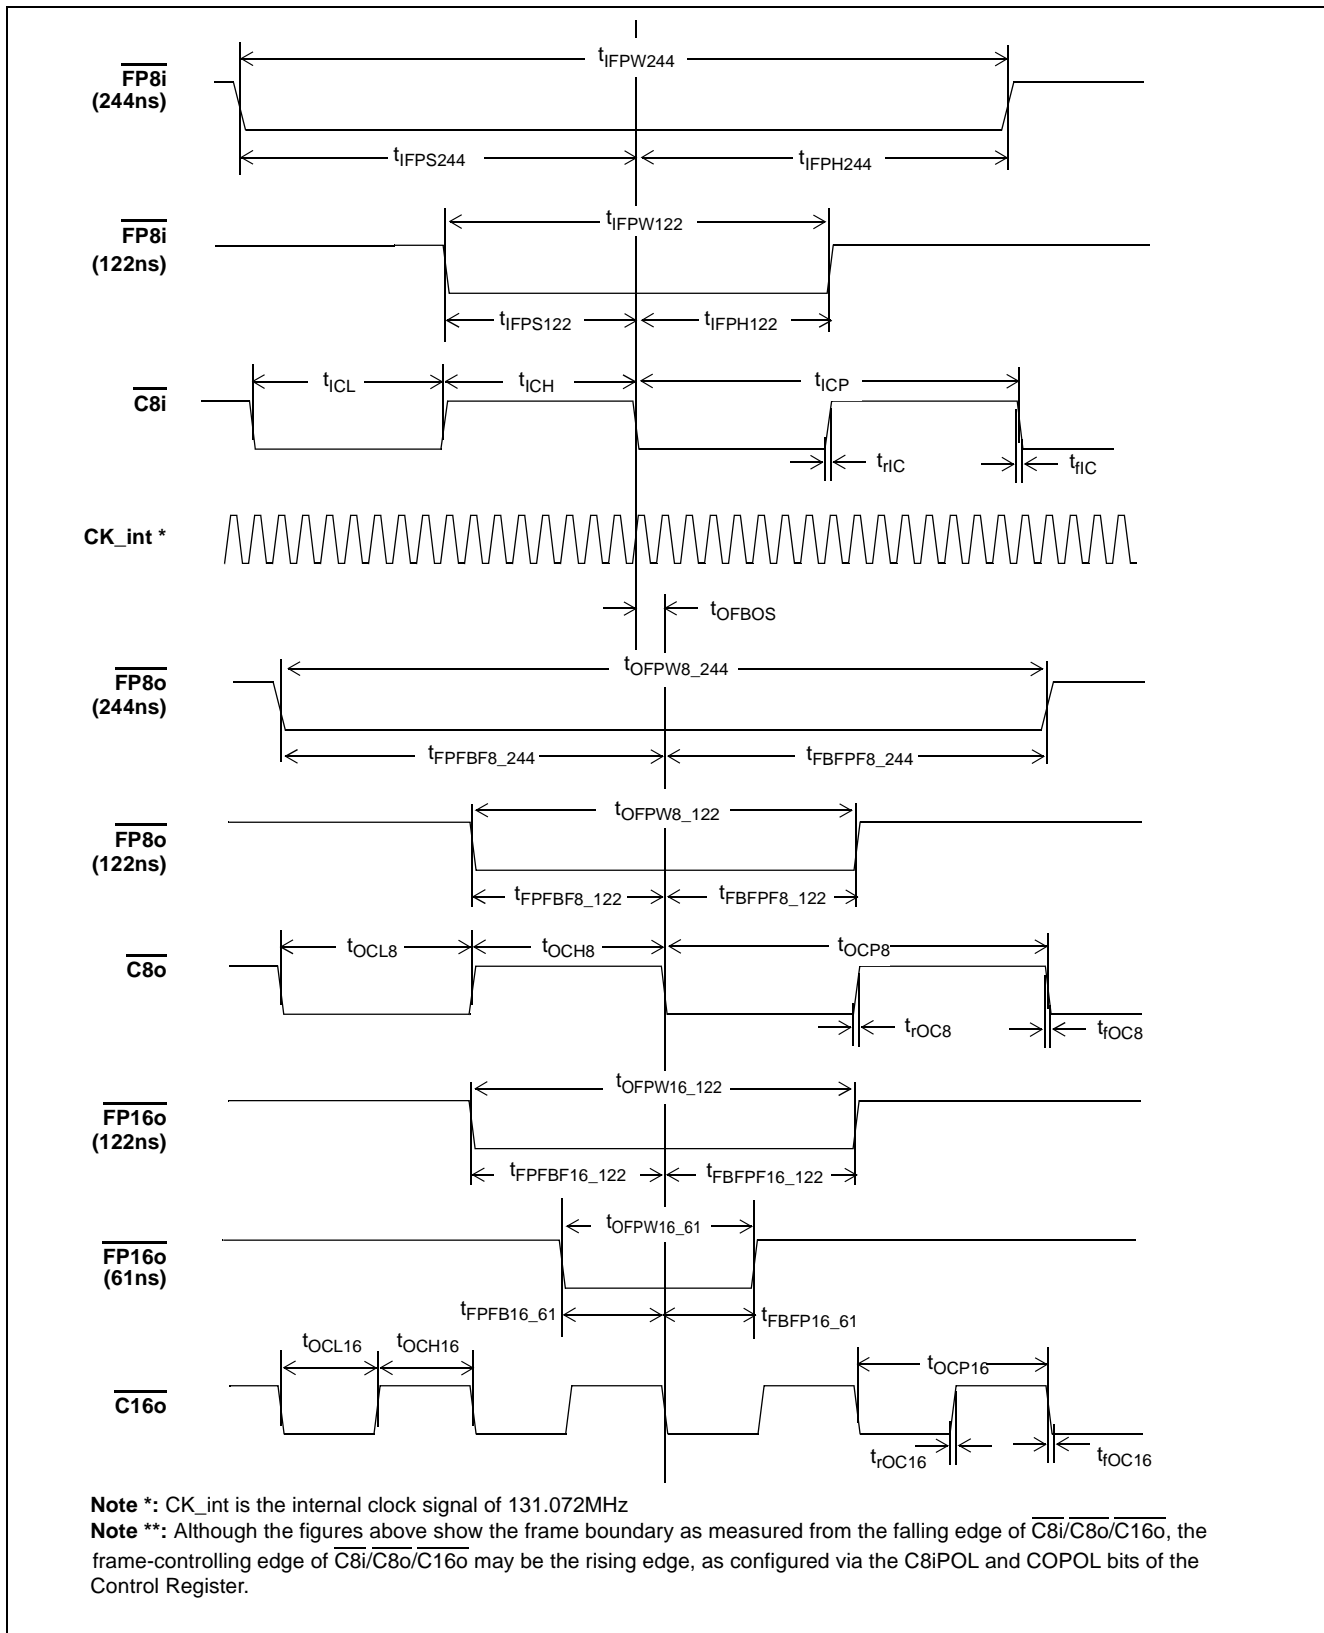 tIFPW244
FP8i
(244ns)
tIFPS244
tIFPH244
tIFPW122
FP8i
(122ns)
tIFPS122
tIFPH122
tICL
tICH
tICP
C8i
trIC
tfIC
CK_int *
tOFBOS
tOFPW8_244
FP8o
(244ns)
tFPFBF8_244
tFBFPF8_244
tOFPW8_122
FP8o
(122ns)
tFPFBF8_122
tFBFPF8_122
tOCL8
tOCH8
tOCP8
C8o
trOC8
tfOC8
tOFPW16_122
FP16o
(122ns)
tFPFBF16_122
tFBFPF16_122
tOFPW16_61
FP16o
(61ns)
tFPFB16_61
tFBFP16_61
tOCL16
tOCH16
tOCP16
C16o
trOC16
tfOC16
Note *: CK_int is the internal clock signal of 131.072MHz
Note **: Although the figures above show the frame boundary as measured from the falling edge of C8i/C8o/C16o, the
frame-controlling edge of C8i/C8o/C16o may be the rising edge, as configured via the C8iPOL and COPOL bits of the
Control Register.